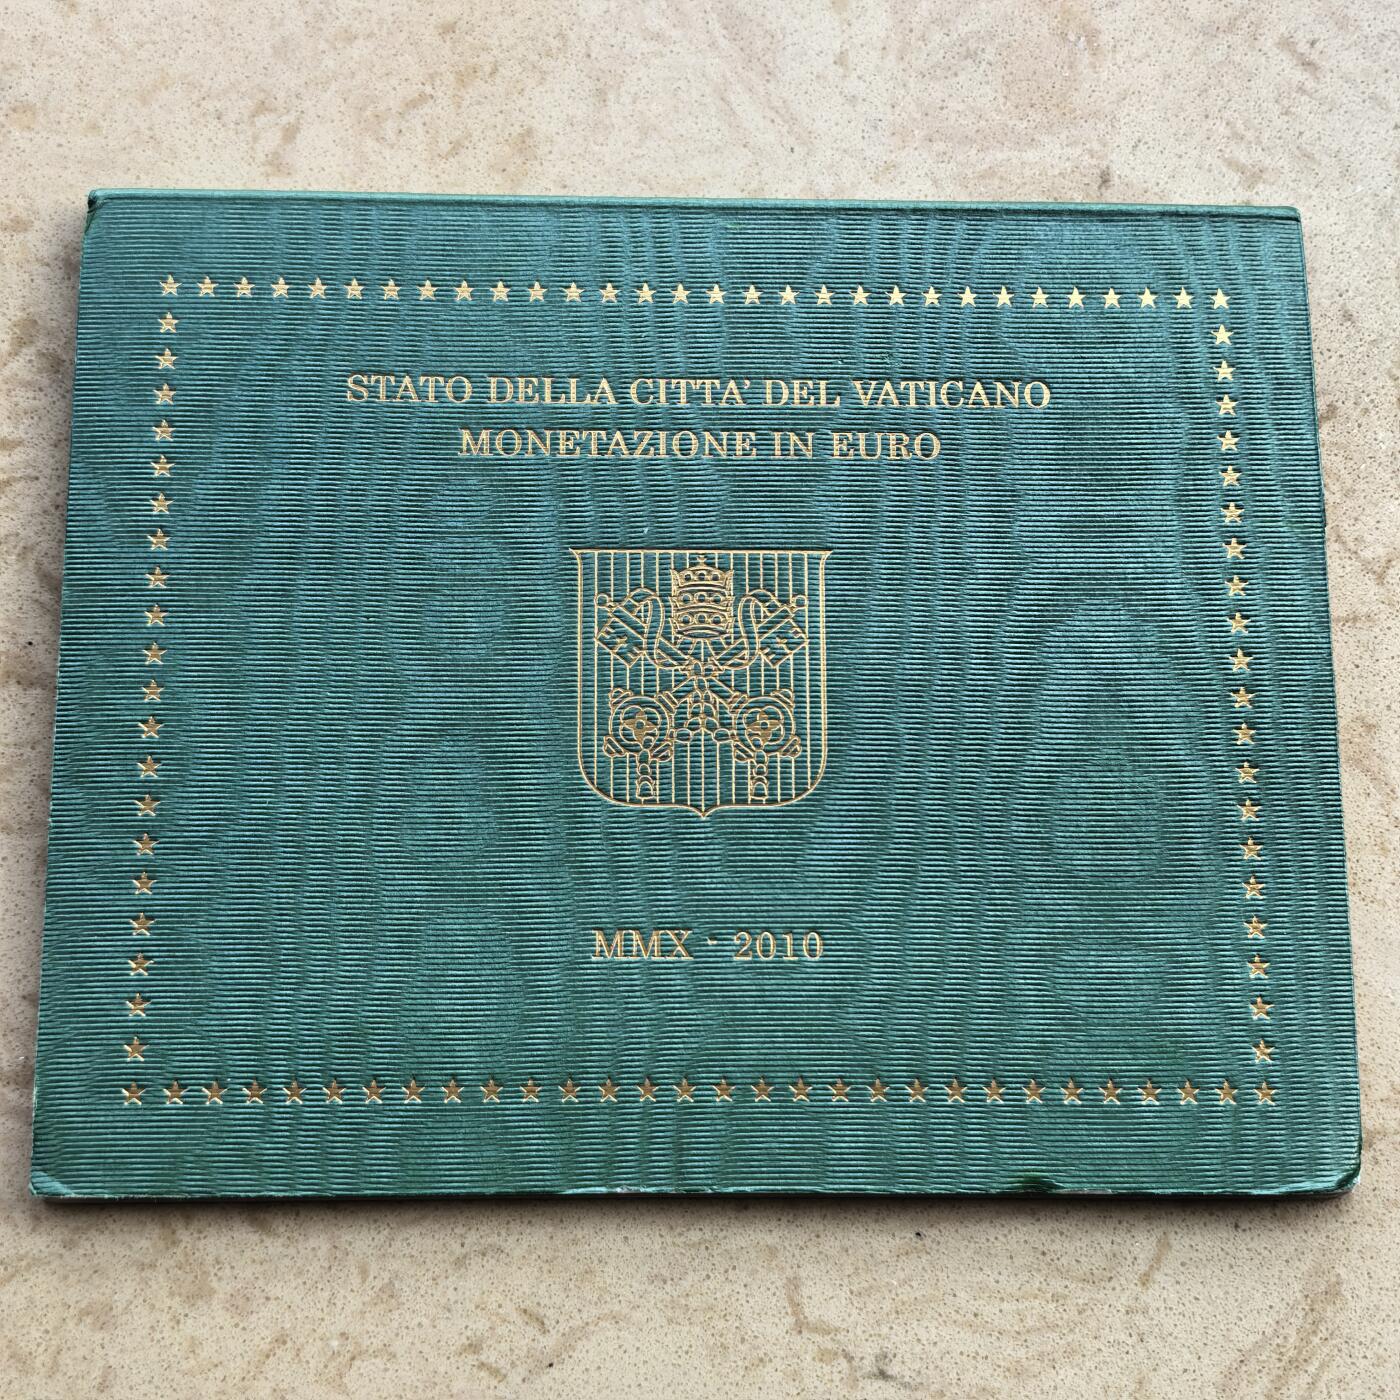 STATO DELLA CITTA' DEL VATICANO
MONETAZIONE IN EURO
MMX - 2010